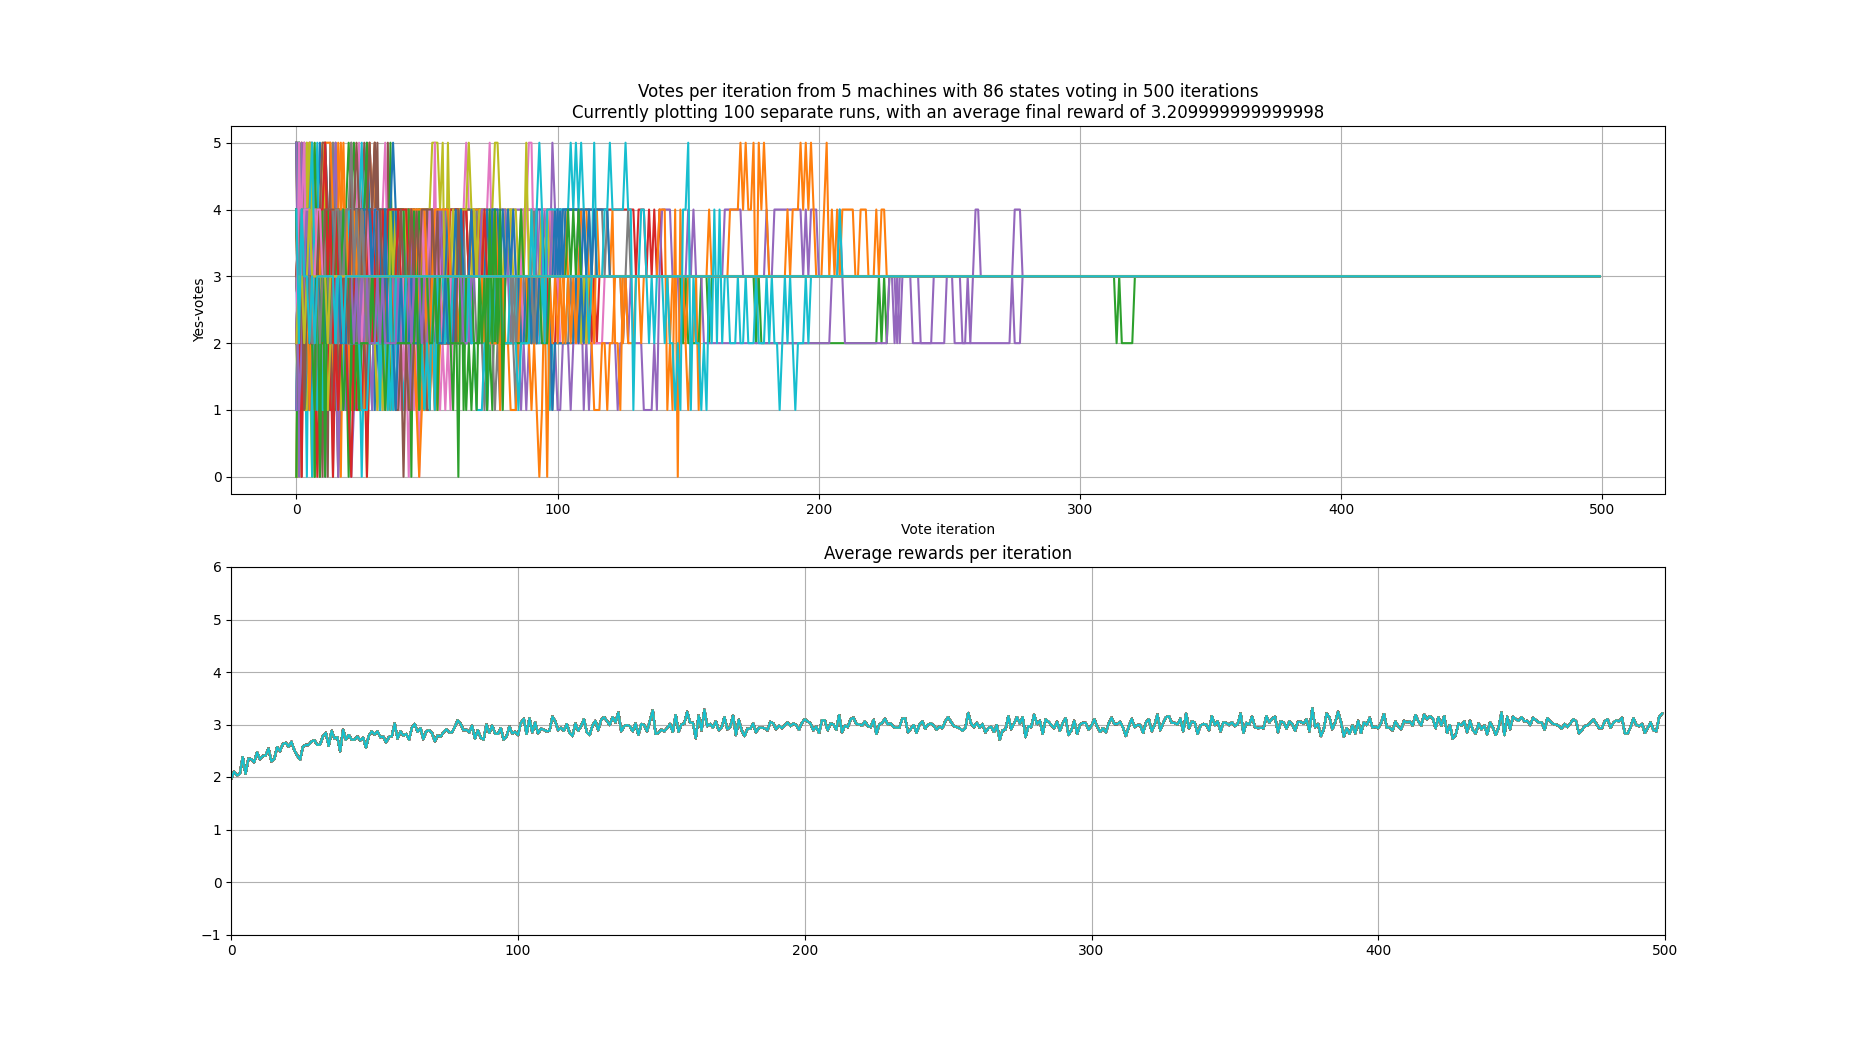 Votes per iteration from 5 machines with 86 states voting in 500 iterations
Currently plotting 100 separate runs, with an average final reward of 3.209999999999998
5
4
3
2
1
0
Yes-votes
0 100 200 300 400 500
Vote iteration
Average rewards per iteration
6
5
4
3
2
1
0
−1
0 100 200 300 400 500